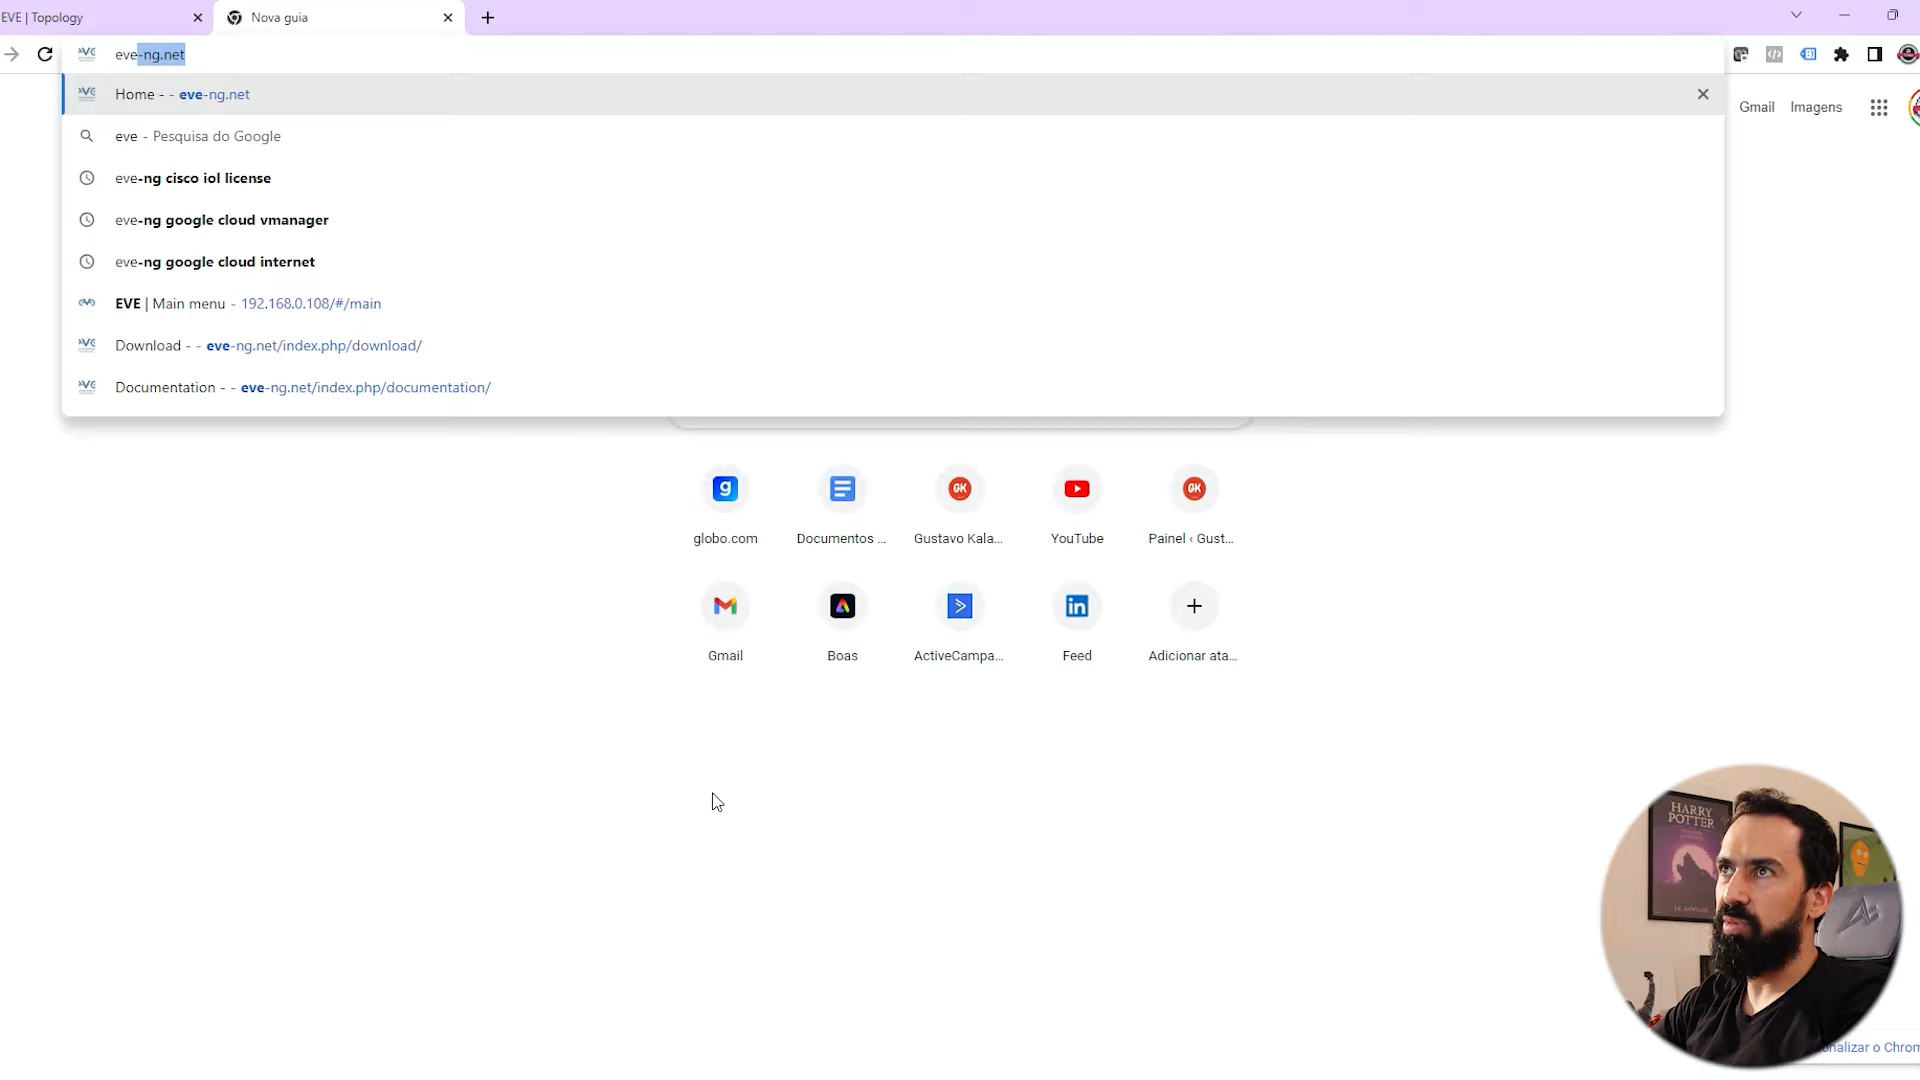 EVE | Topology
Nova guia
eve-ng.net
Home - - eve-ng.net
eve - Pesquisa do Google
eve-ng cisco iol license
eve-ng google cloud vmanager
eve-ng google cloud internet
EVE | Main menu - 192.168.0.108/#/main
Download - - eve-ng.net/index.php/download/
Documentation - - eve-ng.net/index.php/documentation/
Gmail Imagens
globo.com Documentos ... Gustavo Kala... YouTube Painel ‹ Gust...
Gmail Boas ActiveCampa... Feed Adicionar ata...
HARRY
POTTER
onalizar o Chrom